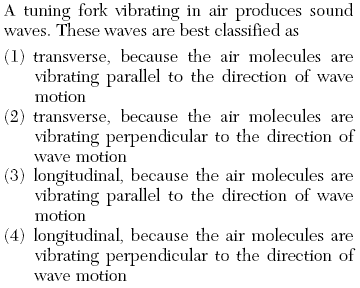 A tuning fork vibrating in air produces sound
waves. These waves are best classified as
(1) transverse, because the air molecules are
vibrating parallel to the direction of wave
motion
(2) transverse, because the air molecules are
vibrating perpendicular to the direction of
wave motion
(3) longitudinal, because the air molecules are
vibrating parallel to the direction of wave
motion
(4) longitudinal, because the air molecules are
vibrating perpendicular to the direction of
wave motion